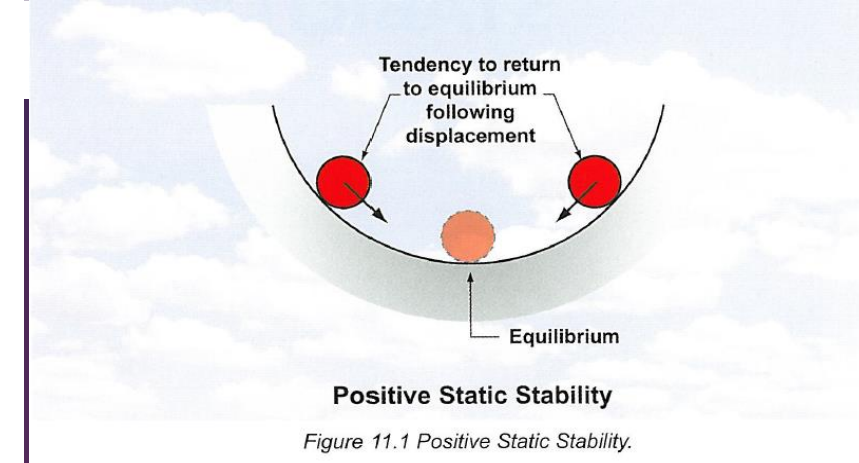 Tendency to return
to equilibrium
following
displacement
Equilibrium
Positive Static Stability
Figure 11.1 Positive Static Stability.